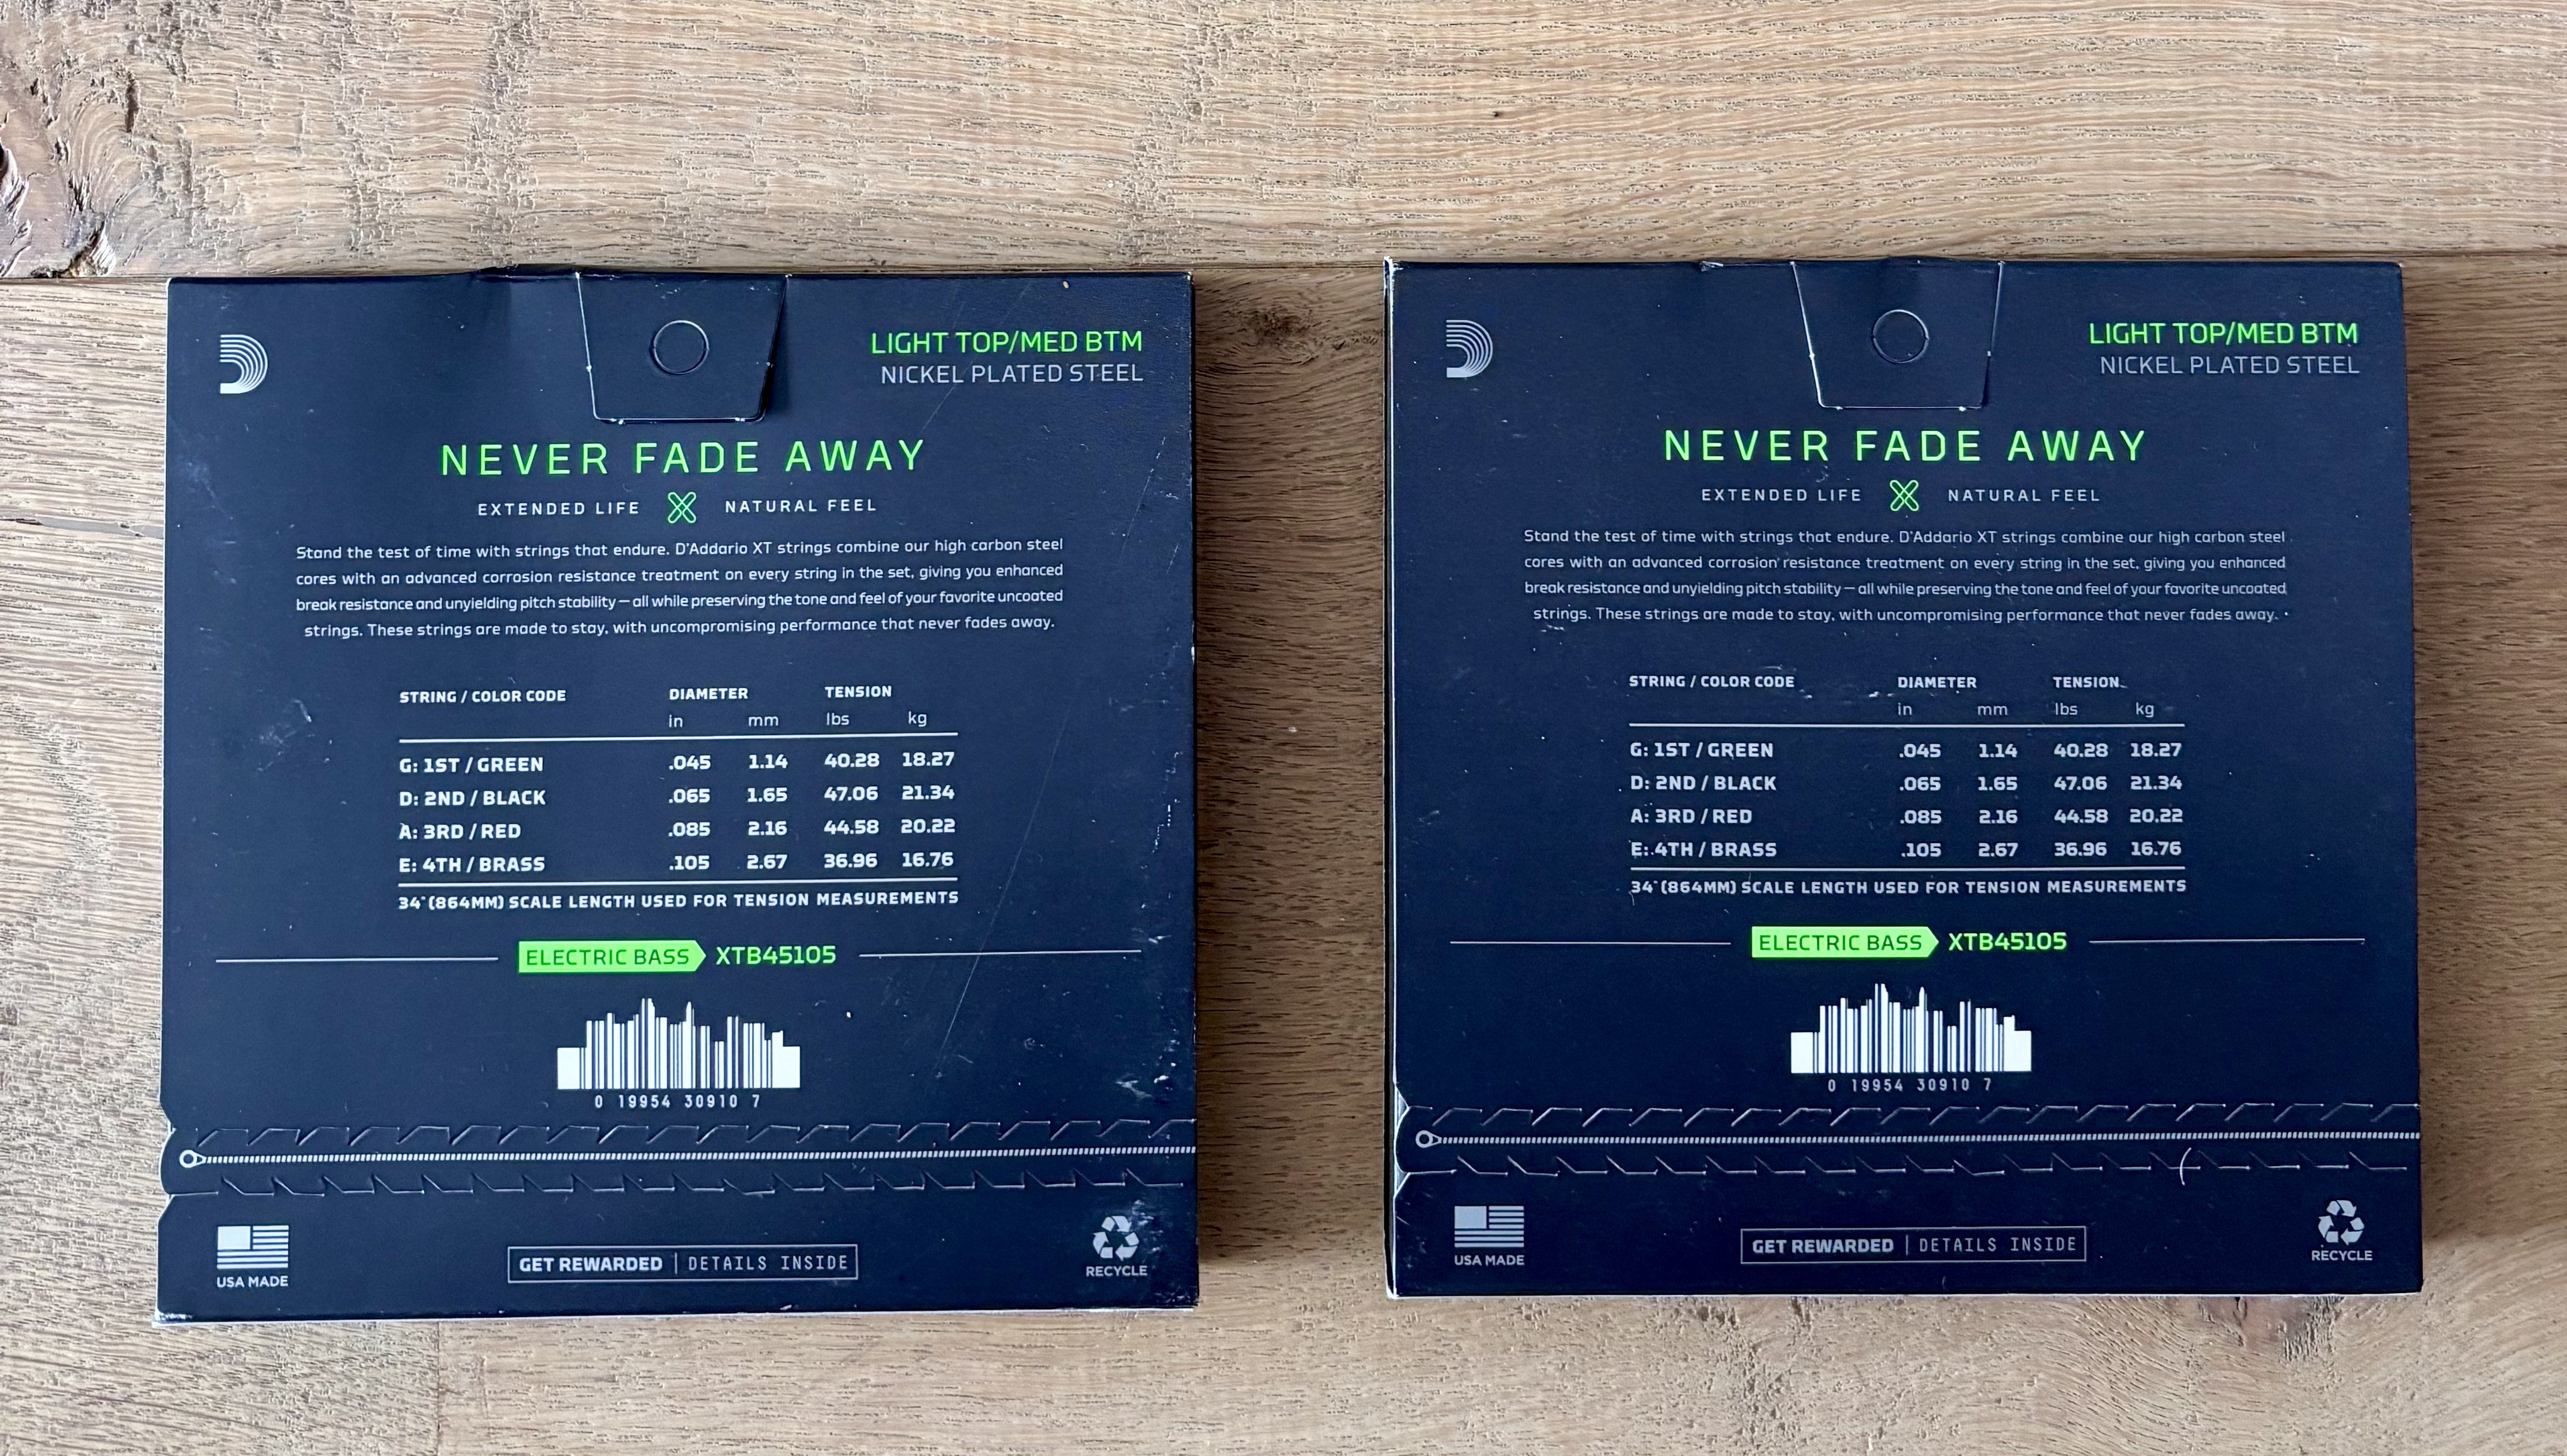 LIGHT TOP/MED BTM
NICKEL PLATED STEEL
NEVER FADE AWAY
EXTENDED LIFE X NATURAL FEEL
Stand the test of time with strings that endure. D'Addario XT strings combine our high carbon steel
cores with an advanced corrosion resistance treatment on every string in the set, giving you enhanced
break resistance and unyielding pitch stability — all while preserving the tone and feel of your favorite uncoated
strings. These strings are made to stay, with uncompromising performance that never fades away.
STRING / COLOR CODE DIAMETER TENSION
in mm lbs kg
G: 1ST / GREEN .045 1.14 40.28 18.27
D: 2ND / BLACK .065 1.65 47.06 21.34
A: 3RD / RED .085 2.16 44.58 20.22
E: 4TH / BRASS .105 2.67 36.96 16.76
34" (864MM) SCALE LENGTH USED FOR TENSION MEASUREMENTS
ELECTRIC BASS XTB45105
0 19954 30910 7
USA MADE
GET REWARDED | DETAILS INSIDE
RECYCLE
LIGHT TOP/MED BTM
NICKEL PLATED STEEL
NEVER FADE AWAY
EXTENDED LIFE X NATURAL FEEL
Stand the test of time with strings that endure. D'Addario XT strings combine our high carbon steel
cores with an advanced corrosion resistance treatment on every string in the set, giving you enhanced
break resistance and unyielding pitch stability — all while preserving the tone and feel of your favorite uncoated
strings. These strings are made to stay, with uncompromising performance that never fades away.
STRING / COLOR CODE DIAMETER TENSION
in mm lbs kg
G: 1ST / GREEN .045 1.14 40.28 18.27
D: 2ND / BLACK .065 1.65 47.06 21.34
A: 3RD / RED .085 2.16 44.58 20.22
E: 4TH / BRASS .105 2.67 36.96 16.76
34" (864MM) SCALE LENGTH USED FOR TENSION MEASUREMENTS
ELECTRIC BASS XTB45105
0 19954 30910 7
USA MADE
GET REWARDED | DETAILS INSIDE
RECYCLE